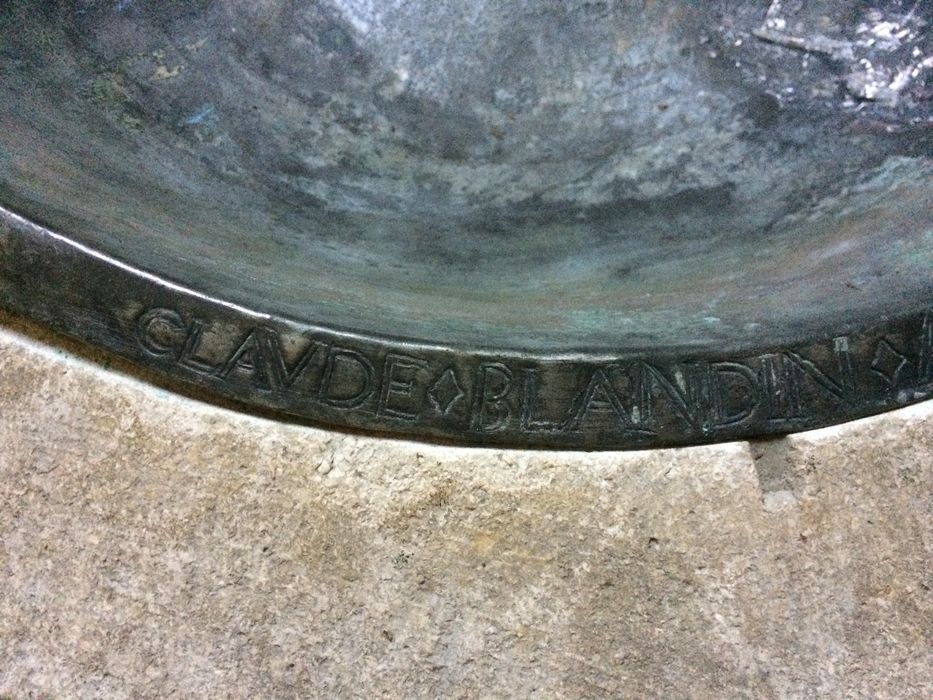 CLAVDE ◊ BLANDIN ◊